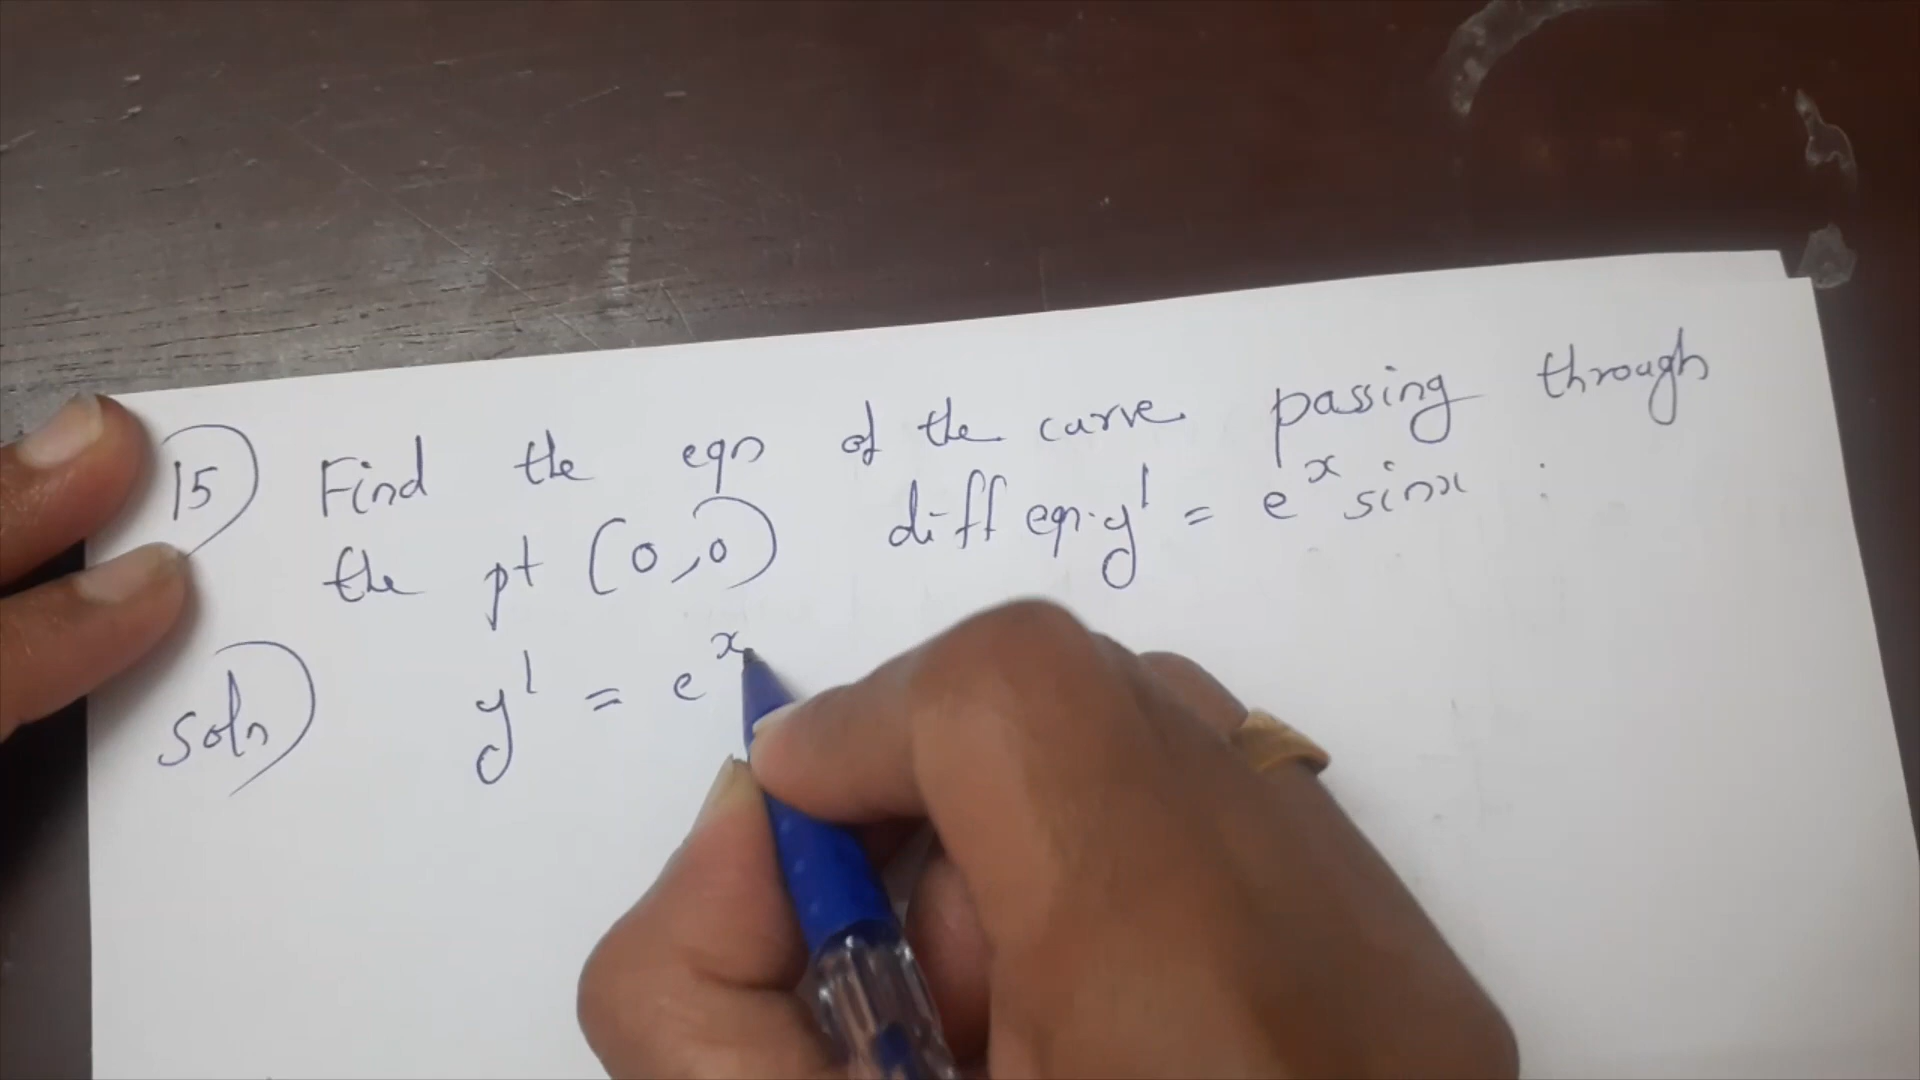 15) Find the eqn of the curve passing through
the pt (0,0) diff eqn. y' = e^x sinx :
Soln) y' = e^x